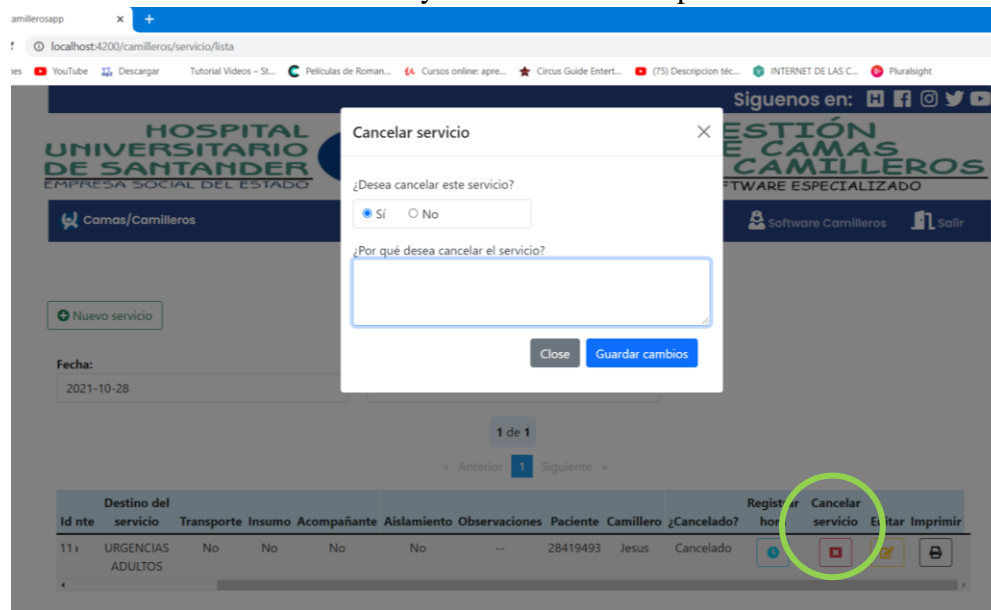 amillerosapp
localhost:4200/camilleros/servicio/lista
YouTube Descargar Tutorial Videos – St... Películas de Roman... Cursos online: apre... Circus Guide Entert... (75) Descripcion téc... INTERNET DE LAS C... Pluralsight
Siguenos en:
HOSPITAL
UNIVERSITARIO
DE SANTANDER
EMPRESA SOCIAL DEL ESTADO
ESTIÓN
E CAMAS
CAMILLEROS
TWARE ESPECIALIZADO
Camas/Camilleros
Software Camilleros Salir
Cancelar servicio
¿Desea cancelar este servicio?
Sí No
¿Por qué desea cancelar el servicio?
Close Guardar cambios
Nuevo servicio
Fecha:
2021-10-28
1 de 1
« Anterior 1 Siguiente »
Destino del Registrar Cancelar
Id nte servicio Transporte Insumo Acompañante Aislamiento Observaciones Paciente Camillero ¿Cancelado? hora servicio Editar Imprimir
URGENCIAS No No No No -- 28419493 Jesus Cancelado
ADULTOS